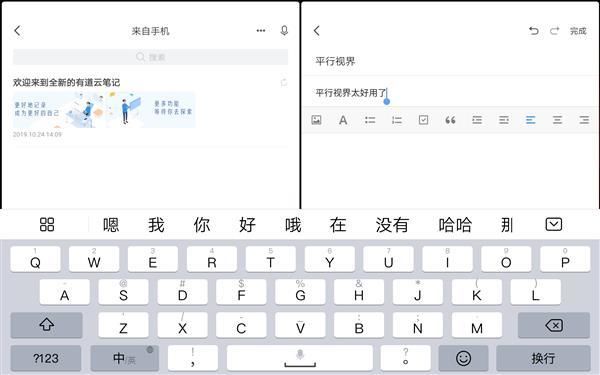 来自手机
搜索
欢迎来到全新的有道云笔记
更好地记录
成为更好的自己
更多功能
等待你去探索
2019.10.24 14:09
完成
平行视界
平行视界太好用了
嗯 我 你 好 哦 在 没有 哈哈 那
1 2 3 4 5 6 7 8 9 0
Q W E R T Y U I O P
- @ # $ % & * ( )
A S D F G H J K L
' / - _ : ; ~
Z X C V B N M
?123 中/英 ! , 。 ? 换行